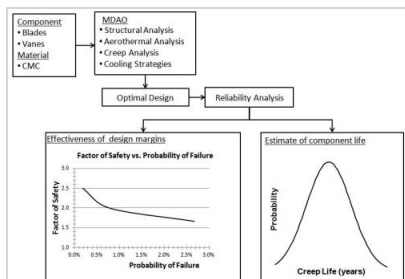 Component
• Blades
• Vanes
Material
• CMC
MDAO
• Structural Analysis
• Aerothermal Analysis
• Creep Analysis
• Cooling Strategies
Optimal Design
Reliability Analysis
Effectiveness of design margins
Factor of Safety vs. Probability of Failure
Factor of Safety
3.0
2.5
2.0
1.5
1.0
0.0% 0.5% 1.0% 1.5% 2.0% 2.5% 3.0%
Probability of Failure
Estimate of component life
Probability
Creep Life (years)